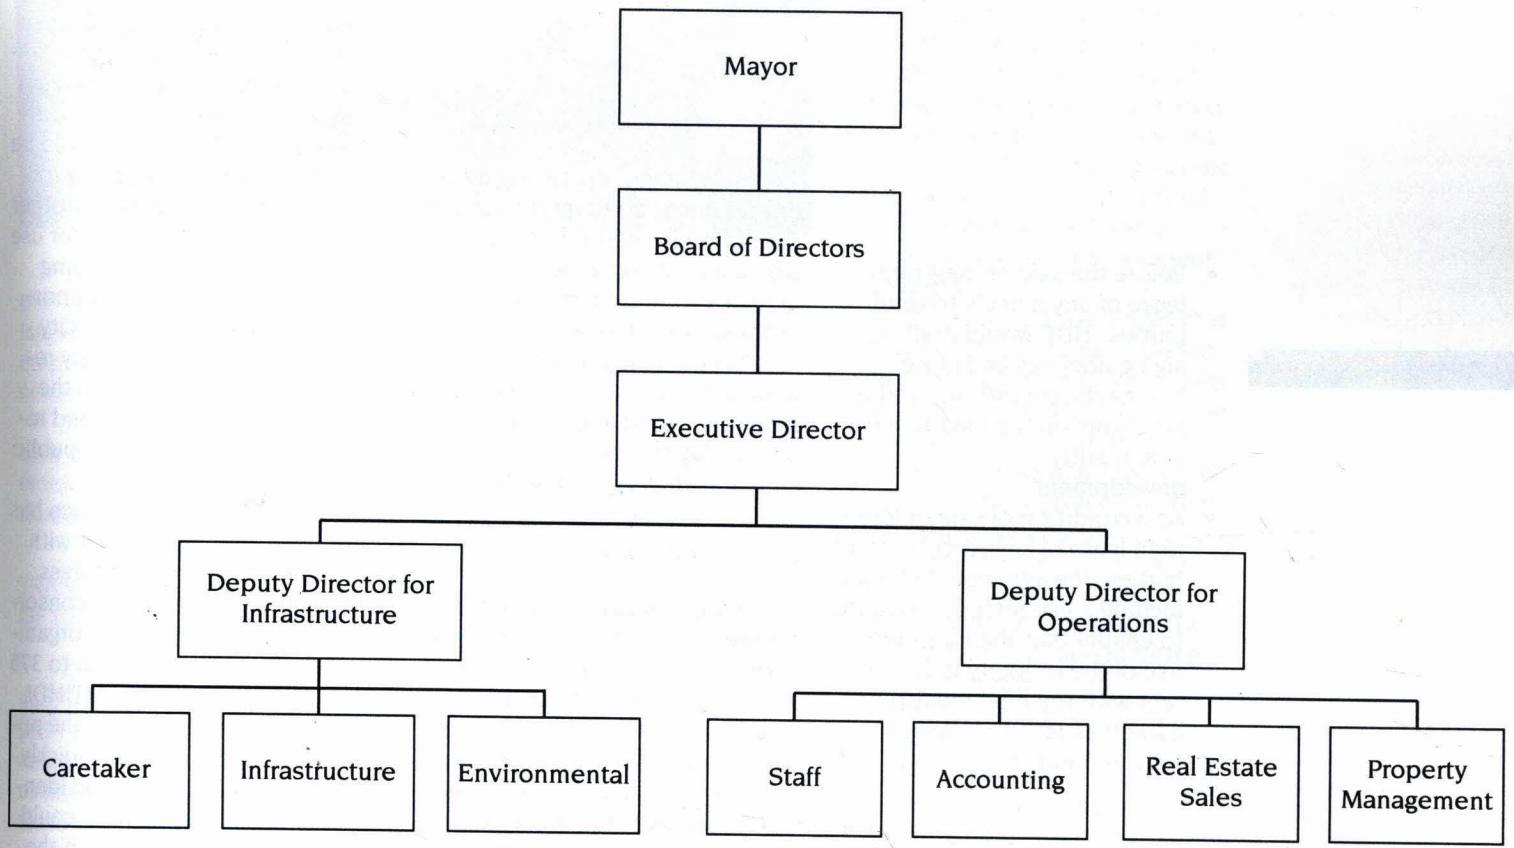 Mayor
Board of Directors
Executive Director
Deputy Director for
Infrastructure
Deputy Director for
Operations
Caretaker
Infrastructure
Environmental
Staff
Accounting
Real Estate
Sales
Property
Management